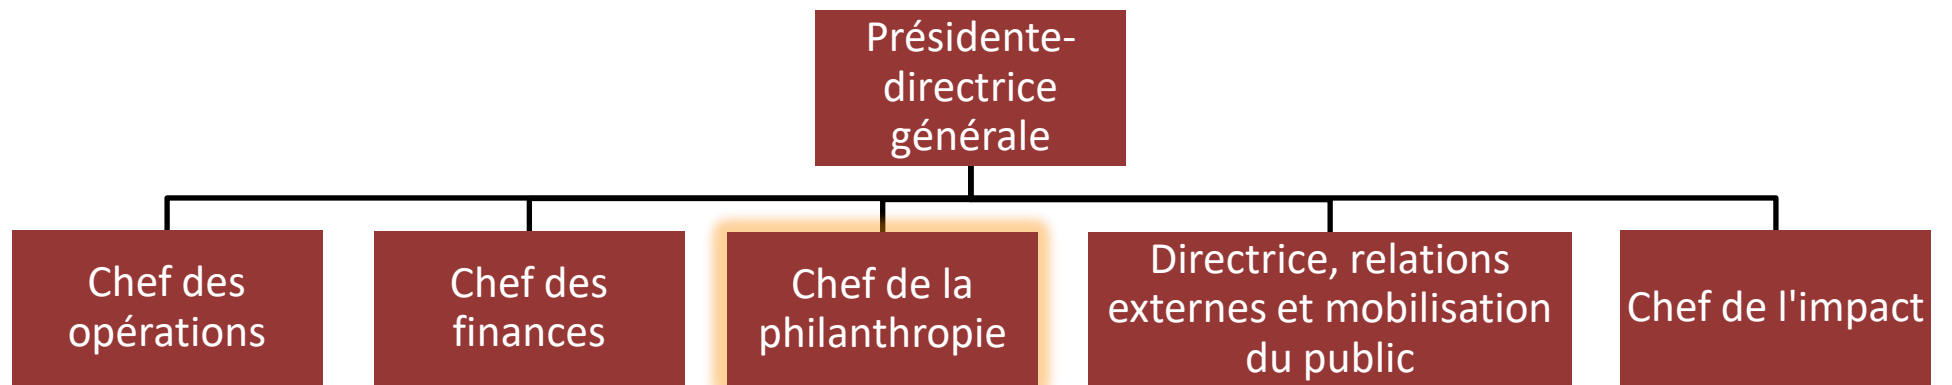 Présidente-
directrice
générale
Chef des
opérations
Chef des
finances
Chef de la
philanthropie
Directrice, relations
externes et mobilisation
du public
Chef de l'impact